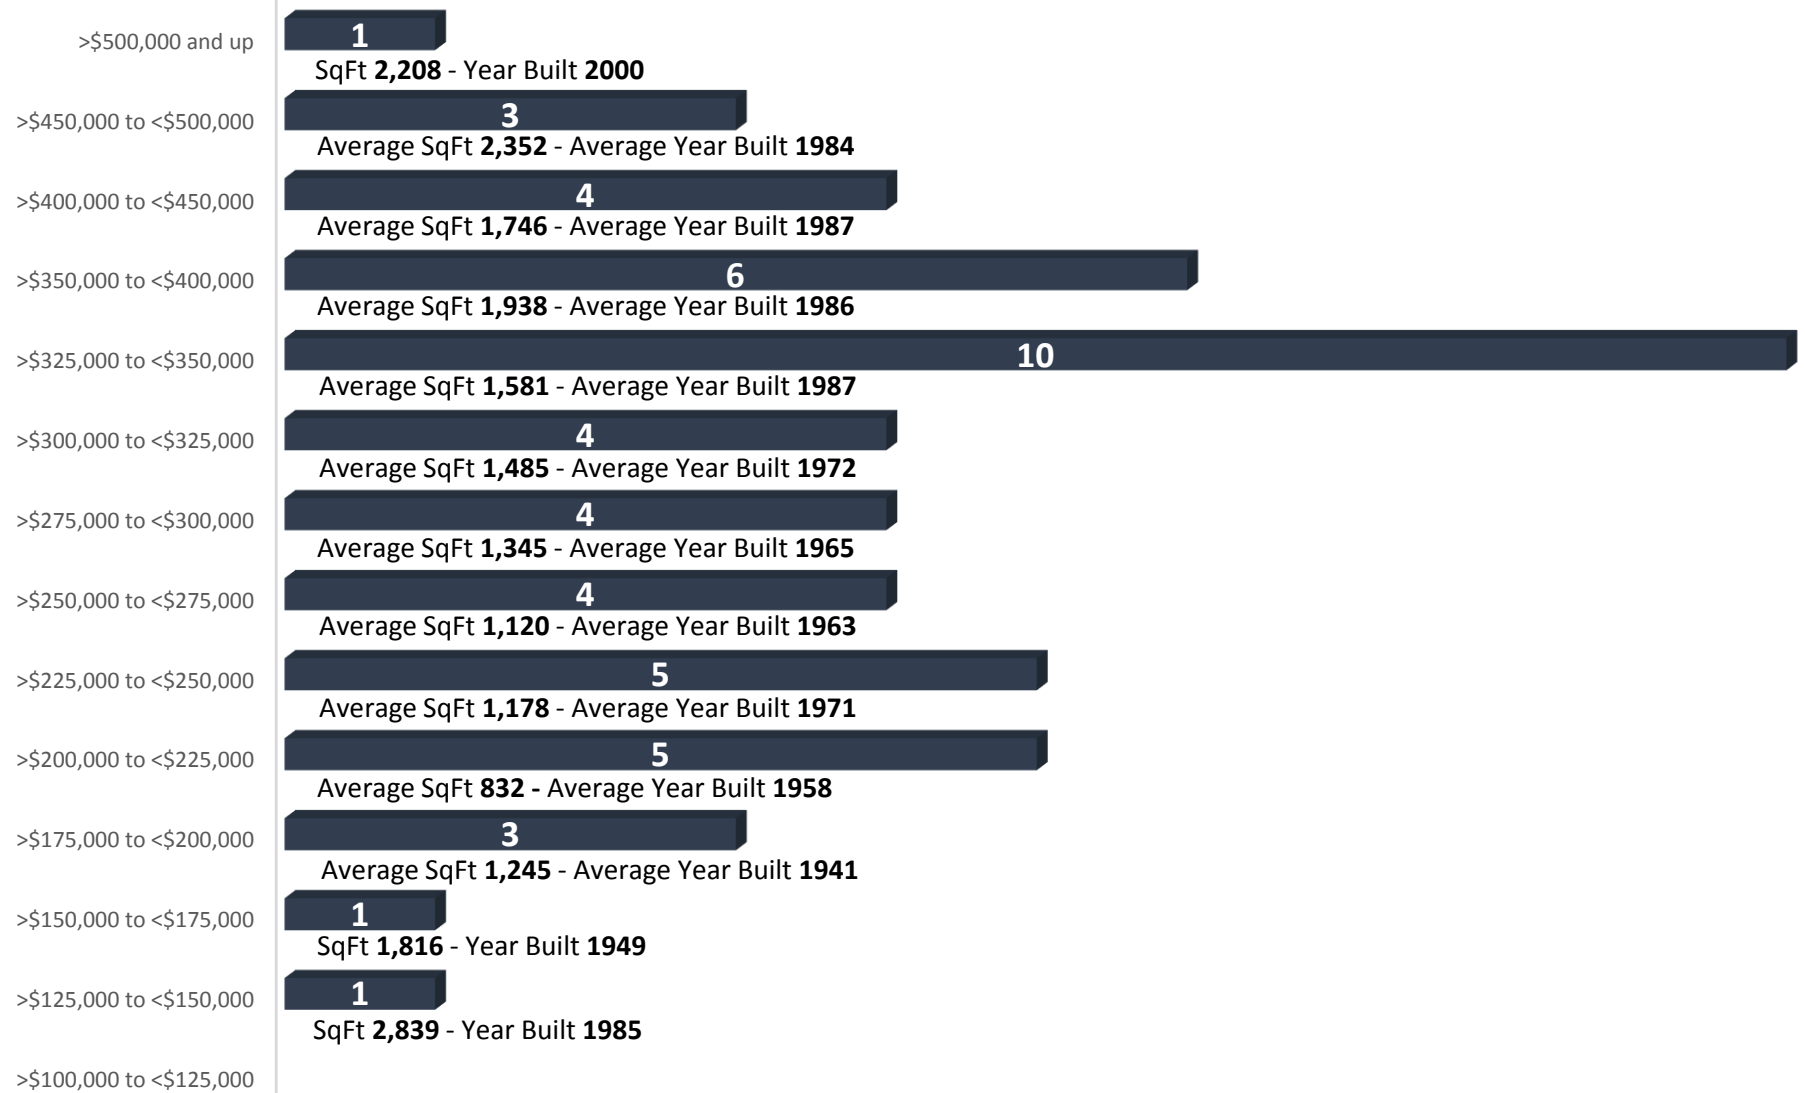 >$500,000 and up
1
SqFt 2,208 - Year Built 2000
>$450,000 to <$500,000
3
Average SqFt 2,352 - Average Year Built 1984
>$400,000 to <$450,000
4
Average SqFt 1,746 - Average Year Built 1987
>$350,000 to <$400,000
6
Average SqFt 1,938 - Average Year Built 1986
>$325,000 to <$350,000
10
Average SqFt 1,581 - Average Year Built 1987
>$300,000 to <$325,000
4
Average SqFt 1,485 - Average Year Built 1972
>$275,000 to <$300,000
4
Average SqFt 1,345 - Average Year Built 1965
>$250,000 to <$275,000
4
Average SqFt 1,120 - Average Year Built 1963
>$225,000 to <$250,000
5
Average SqFt 1,178 - Average Year Built 1971
>$200,000 to <$225,000
5
Average SqFt 832 - Average Year Built 1958
>$175,000 to <$200,000
3
Average SqFt 1,245 - Average Year Built 1941
>$150,000 to <$175,000
1
SqFt 1,816 - Year Built 1949
>$125,000 to <$150,000
1
SqFt 2,839 - Year Built 1985
>$100,000 to <$125,000